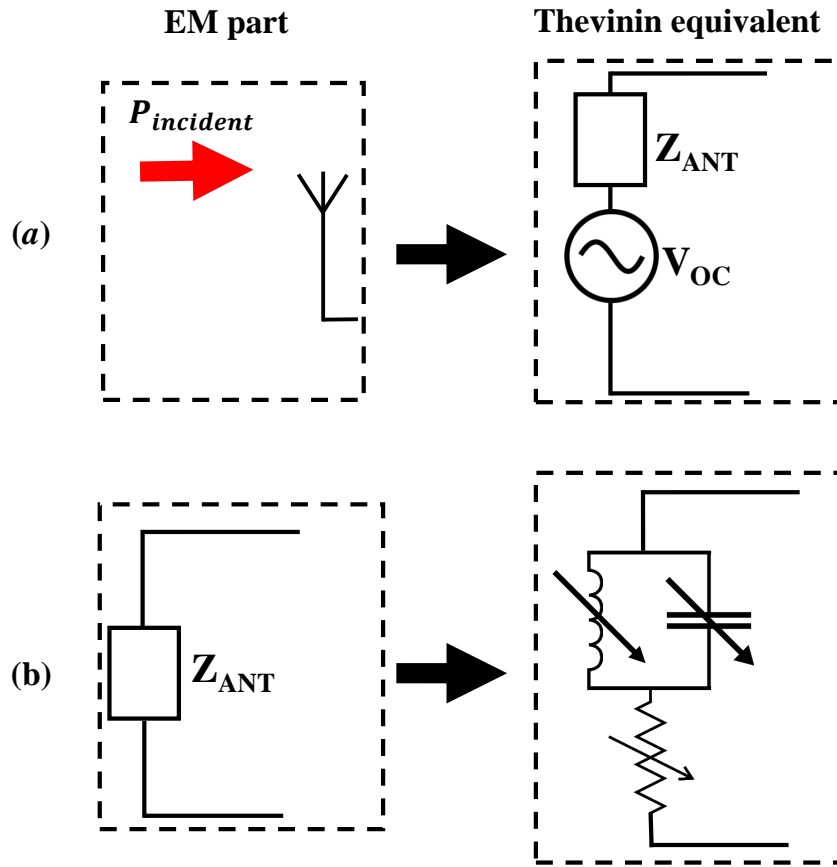 EM part
Thevinin equivalent
P_incident
Z_ANT
(a)
V_OC
(b)
Z_ANT